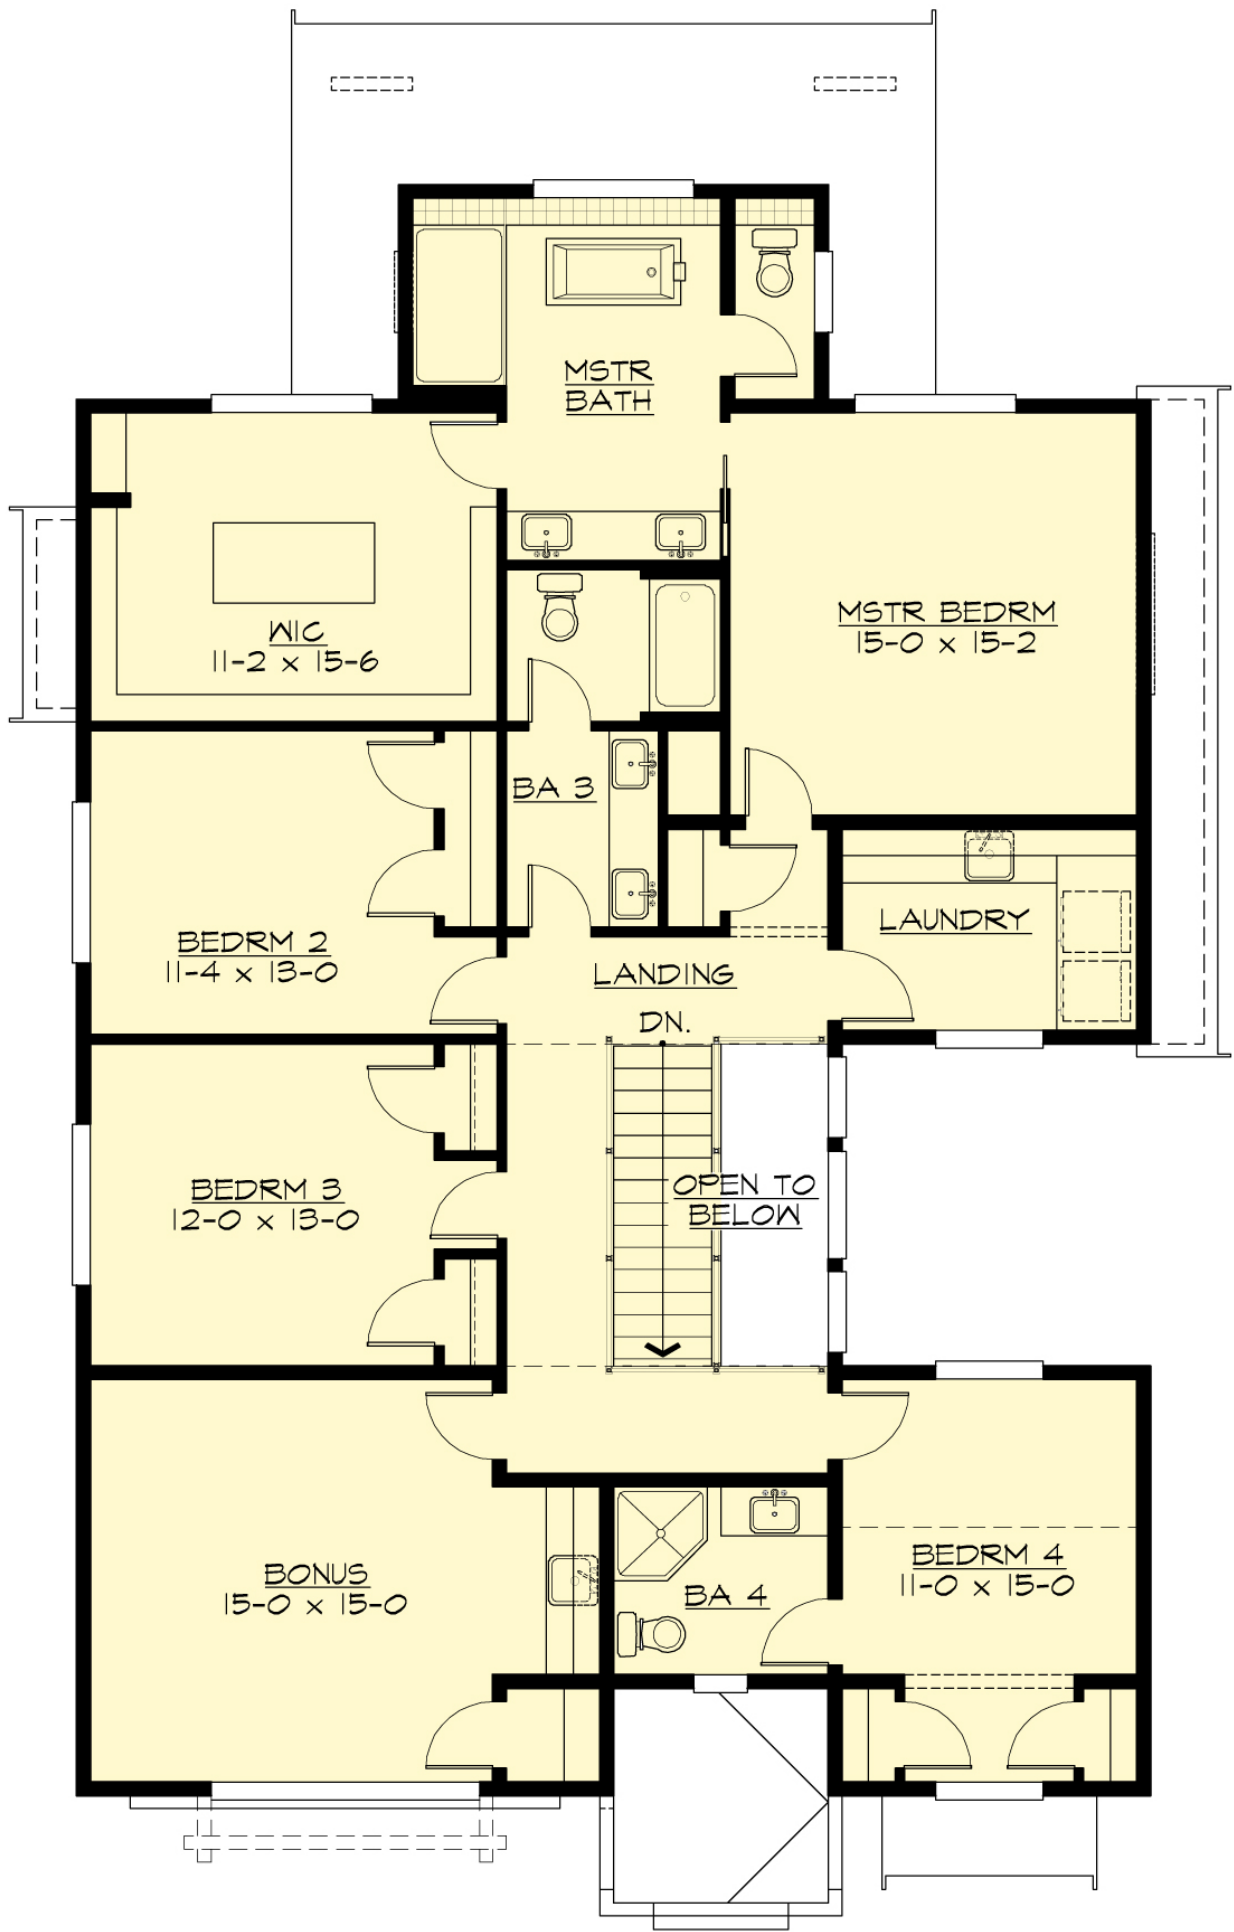 MSTR
BATH
WIC
11-2 x 15-6
MSTR BEDRM
15-0 x 15-2
BA 3
BEDRM 2
11-4 x 13-0
LAUNDRY
LANDING
DN.
BEDRM 3
12-0 x 13-0
OPEN TO
BELOW
BONUS
15-0 x 15-0
BA 4
BEDRM 4
11-0 x 15-0